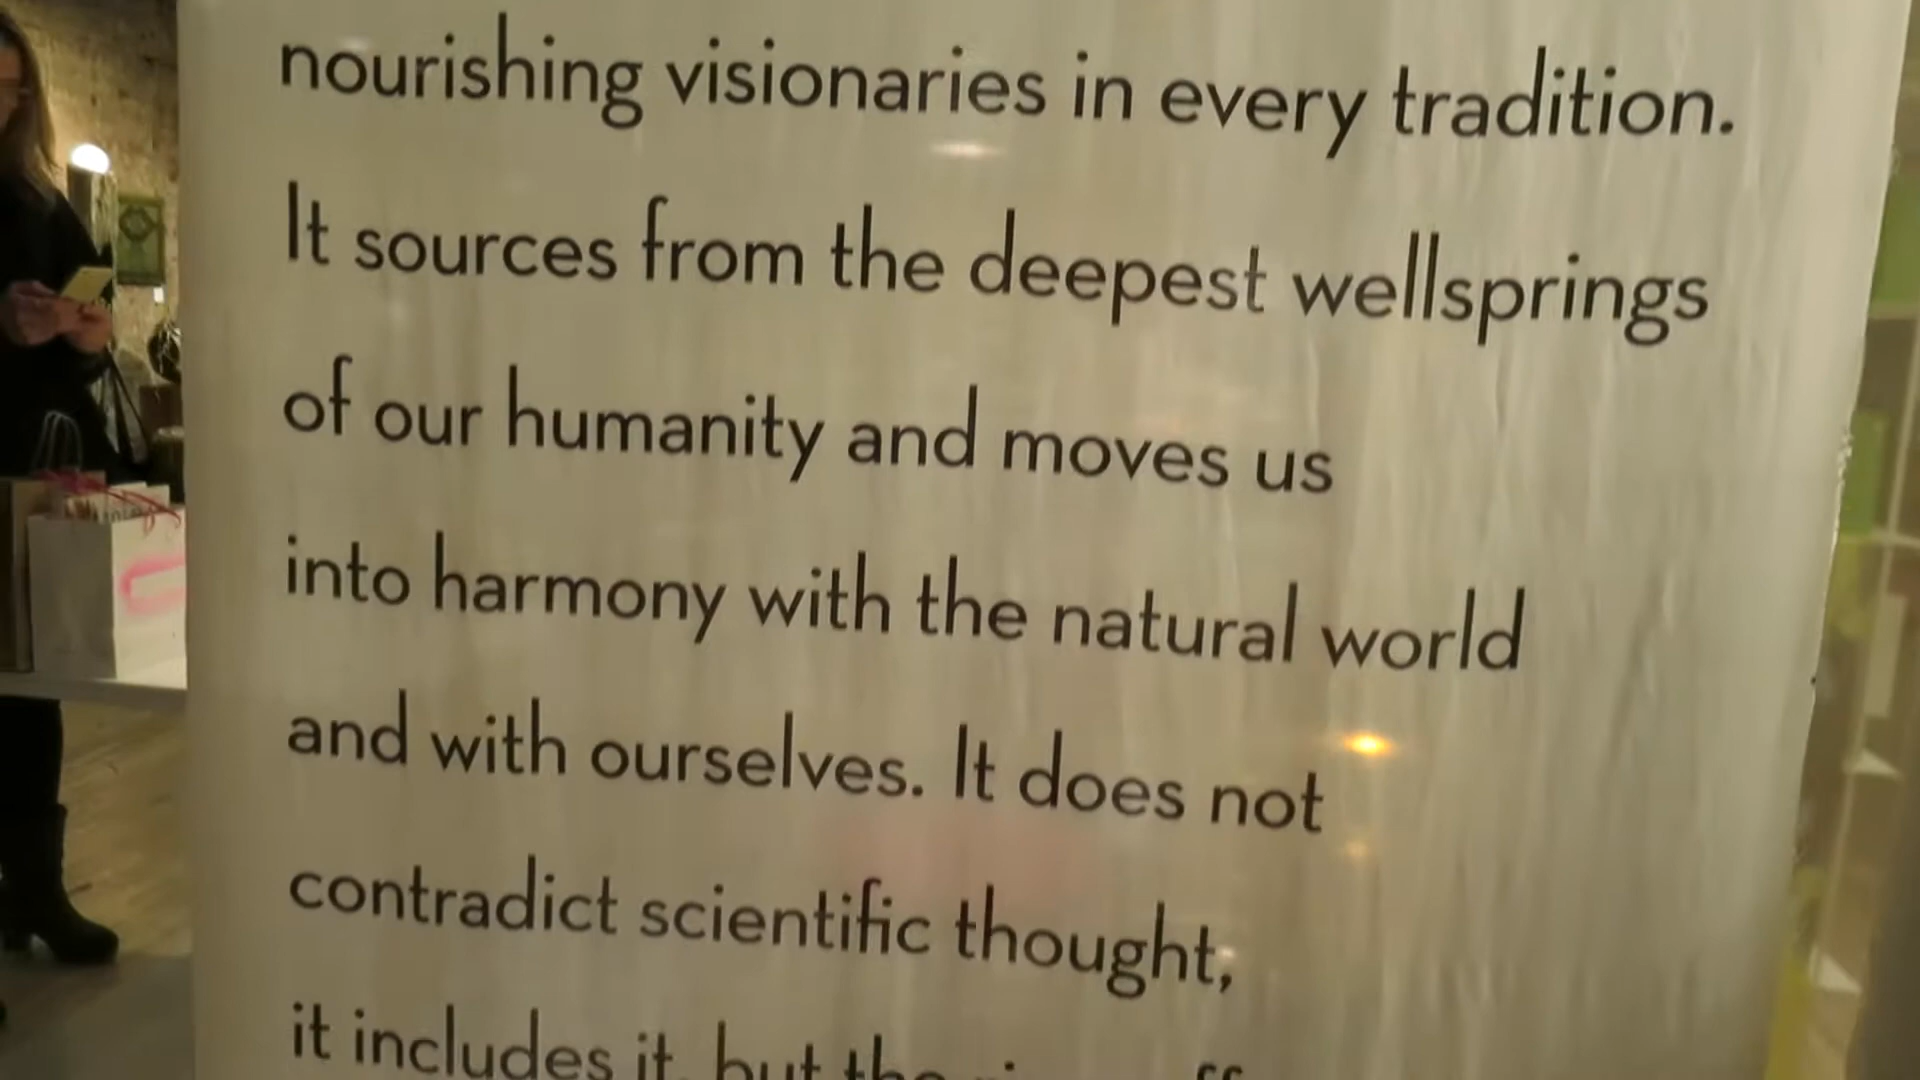 nourishing visionaries in every tradition.
It sources from the deepest wellsprings
of our humanity and moves us
into harmony with the natural world
and with ourselves. It does not
contradict scientific thought,
it includes it, but